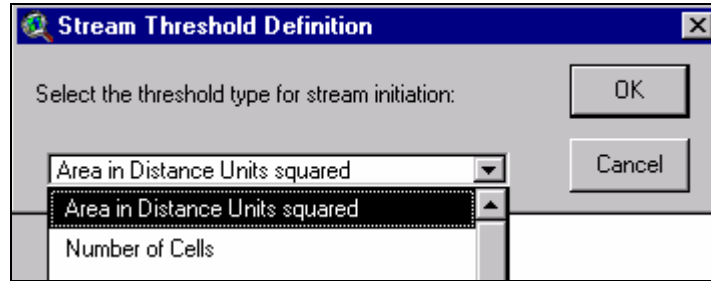 Stream Threshold Definition
Select the threshold type for stream initiation:
OK
Area in Distance Units squared
Cancel
Area in Distance Units squared
Number of Cells